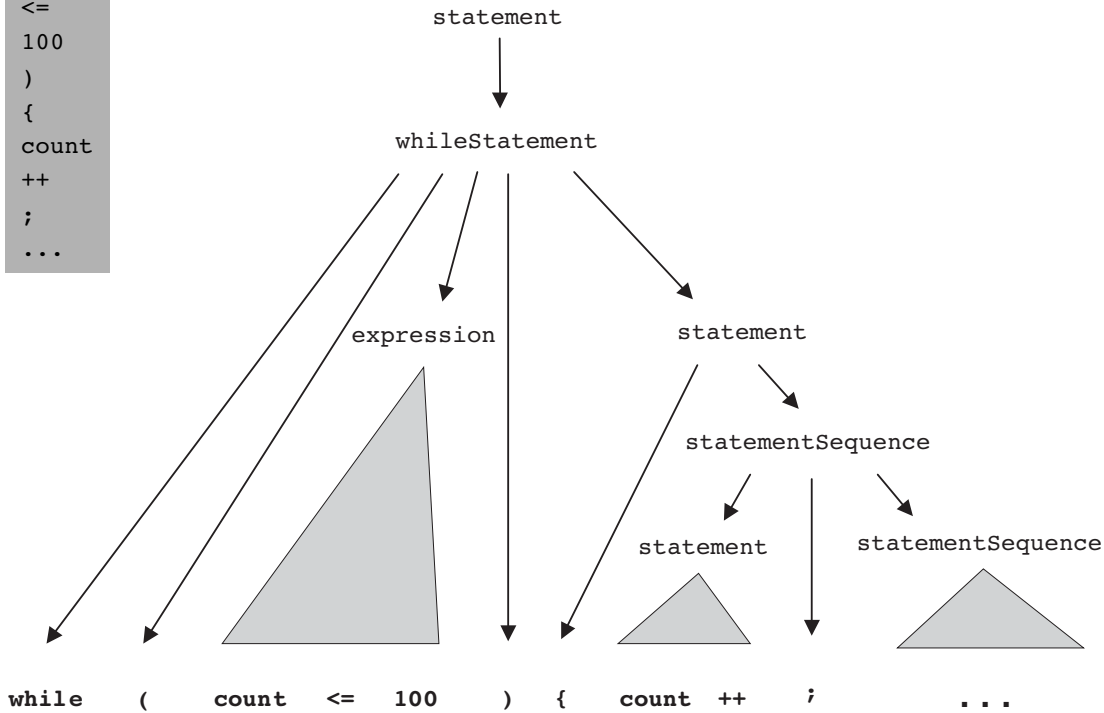 <=
100
)
{
count
++
;
...
statement
whileStatement
expression statement
statementSequence
statement statementSequence
while ( count <= 100 ) { count ++ ; ...